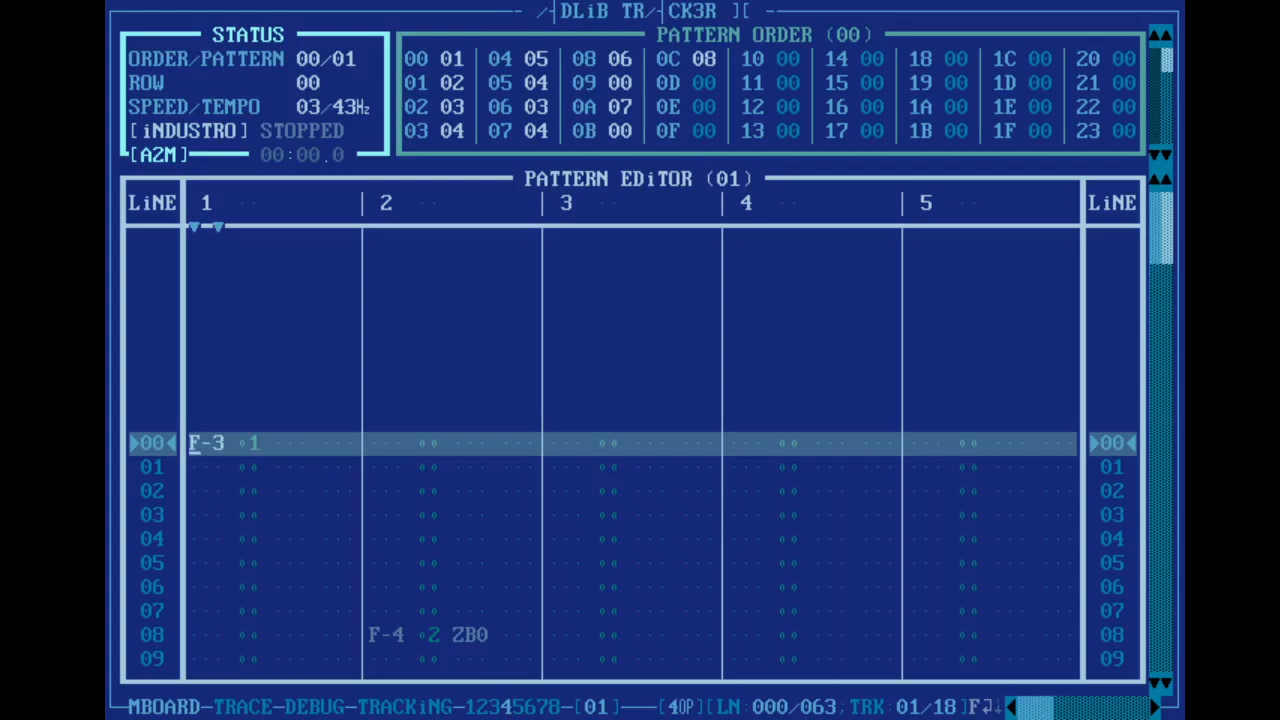 DLiB TR/-|CK3R ][
STATUS
ORDER/PATTERN 00/01
ROW 00
SPEED/TEMPO 03/43Hz
[iNDUSTRO] STOPPED
[A2M] 00:00.0
PATTERN ORDER (00)
00 01 04 05 08 06 0C 08 10 00 14 00 18 00 1C 00 20 00
01 02 05 04 09 00 0D 00 11 00 15 00 19 00 1D 00 21 00
02 03 06 03 0A 07 0E 00 12 00 16 00 1A 00 1E 00 22 00
03 04 07 04 0B 00 0F 00 13 00 17 00 1B 00 1F 00 23 00
PATTERN EDiTOR (01)
LiNE 1 2 3 4 5 LiNE
00 F-3 1 00
01 01
02 02
03 03
04 04
05 05
06 06
07 07
08 F-4 2 ZB0 08
09 09
MBOARD-TRACE-DEBUG-TRACKiNG-12345678-[01]-[4OP][LN:000/063;TRK:01/18]